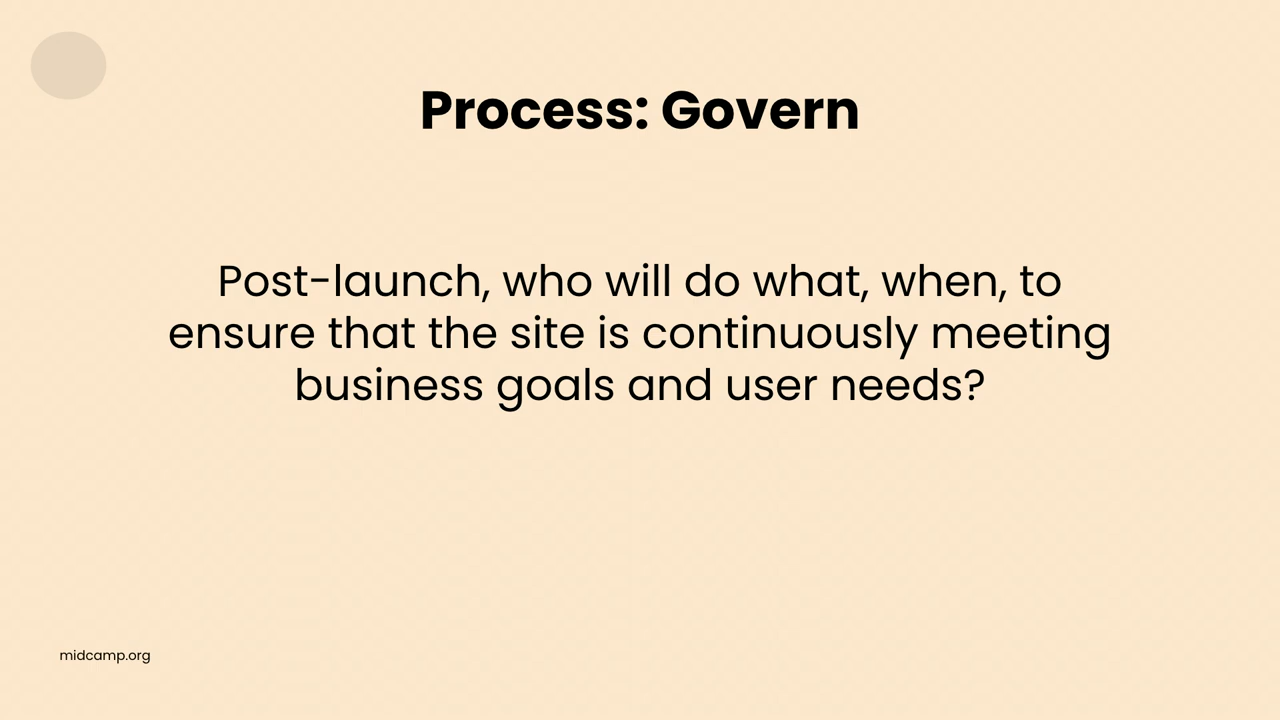 Process: Govern
Post-launch, who will do what, when, to
ensure that the site is continuously meeting
business goals and user needs?
midcamp.org